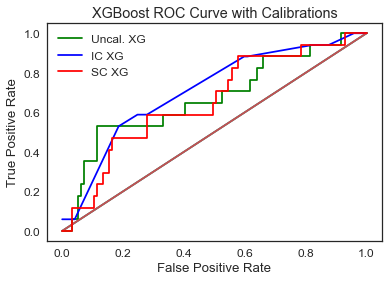 XGBoost ROC Curve with Calibrations
Uncal. XG
IC XG
SC XG
True Positive Rate
1.0
0.8
0.6
0.4
0.2
0.0
0.0 0.2 0.4 0.6 0.8 1.0
False Positive Rate